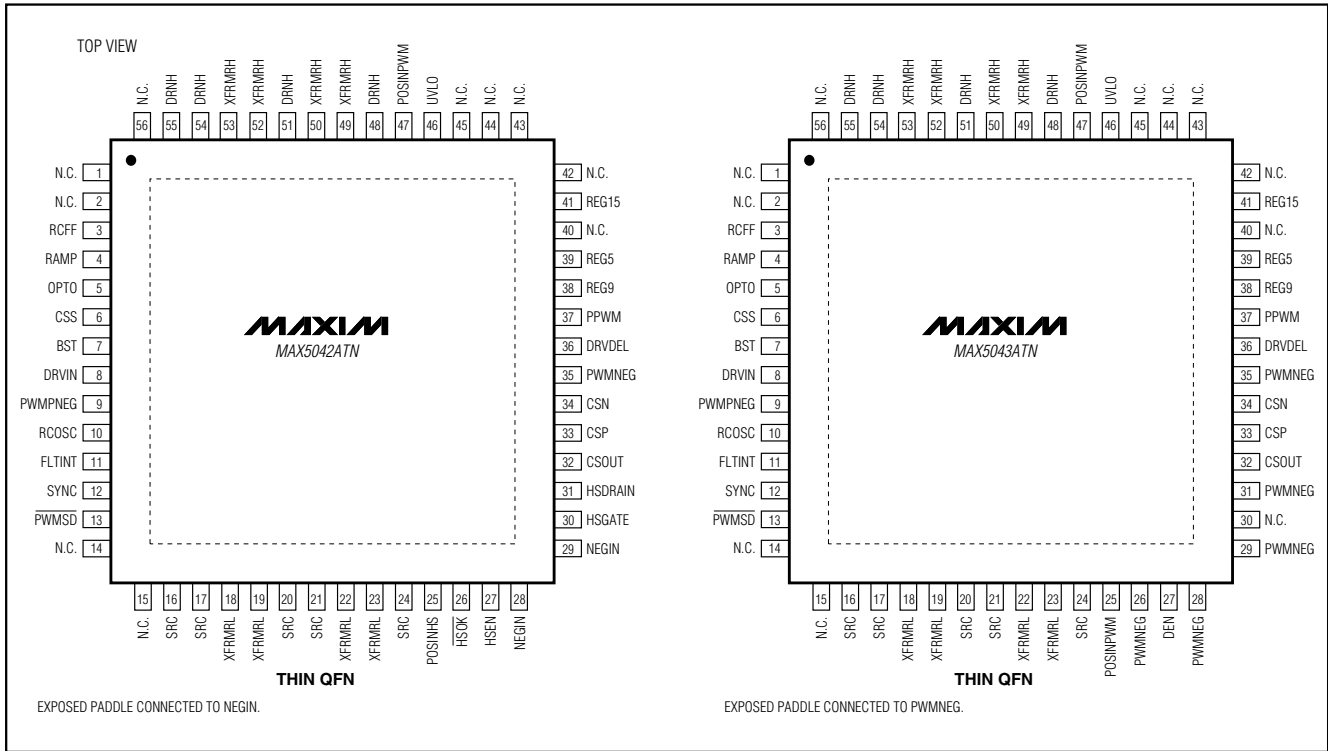 TOP VIEW
N.C. DRNH DRNH XFRMRH XFRMRH DRNH XFRMRH XFRMRH DRNH POSINPWM UVLO N.C. N.C. N.C.
56 55 54 53 52 51 50 49 48 47 46 45 44 43
N.C. 1
N.C. 2
RCFF 3
RAMP 4
OPTO 5
CSS 6
BST 7
DRVIN 8
PWMPNEG 9
RCOSC 10
FLTINT 11
SYNC 12
PWMSD 13
N.C. 14
MAXIM
MAX5042ATN
42 N.C.
41 REG15
40 N.C.
39 REG5
38 REG9
37 PPWM
36 DRVDEL
35 PWMNEG
34 CSN
33 CSP
32 CSOUT
31 HSDRAIN
30 HSGATE
29 NEGIN
15 16 17 18 19 20 21 22 23 24 25 26 27 28
N.C. SRC SRC XFRMRL XFRMRL SRC SRC XFRMRL XFRMRL SRC POSINHS HSOK HSEN NEGIN
THIN QFN
EXPOSED PADDLE CONNECTED TO NEGIN.
N.C. DRNH DRNH XFRMRH XFRMRH DRNH XFRMRH XFRMRH DRNH POSINPWM UVLO N.C. N.C. N.C.
56 55 54 53 52 51 50 49 48 47 46 45 44 43
N.C. 1
N.C. 2
RCFF 3
RAMP 4
OPTO 5
CSS 6
BST 7
DRVIN 8
PWMPNEG 9
RCOSC 10
FLTINT 11
SYNC 12
PWMSD 13
N.C. 14
MAXIM
MAX5043ATN
42 N.C.
41 REG15
40 N.C.
39 REG5
38 REG9
37 PPWM
36 DRVDEL
35 PWMNEG
34 CSN
33 CSP
32 CSOUT
31 PWMNEG
30 N.C.
29 PWMNEG
15 16 17 18 19 20 21 22 23 24 25 26 27 28
N.C. SRC SRC XFRMRL XFRMRL SRC SRC XFRMRL XFRMRL SRC POSINPWM PWMNEG DEN PWMNEG
THIN QFN
EXPOSED PADDLE CONNECTED TO PWMNEG.